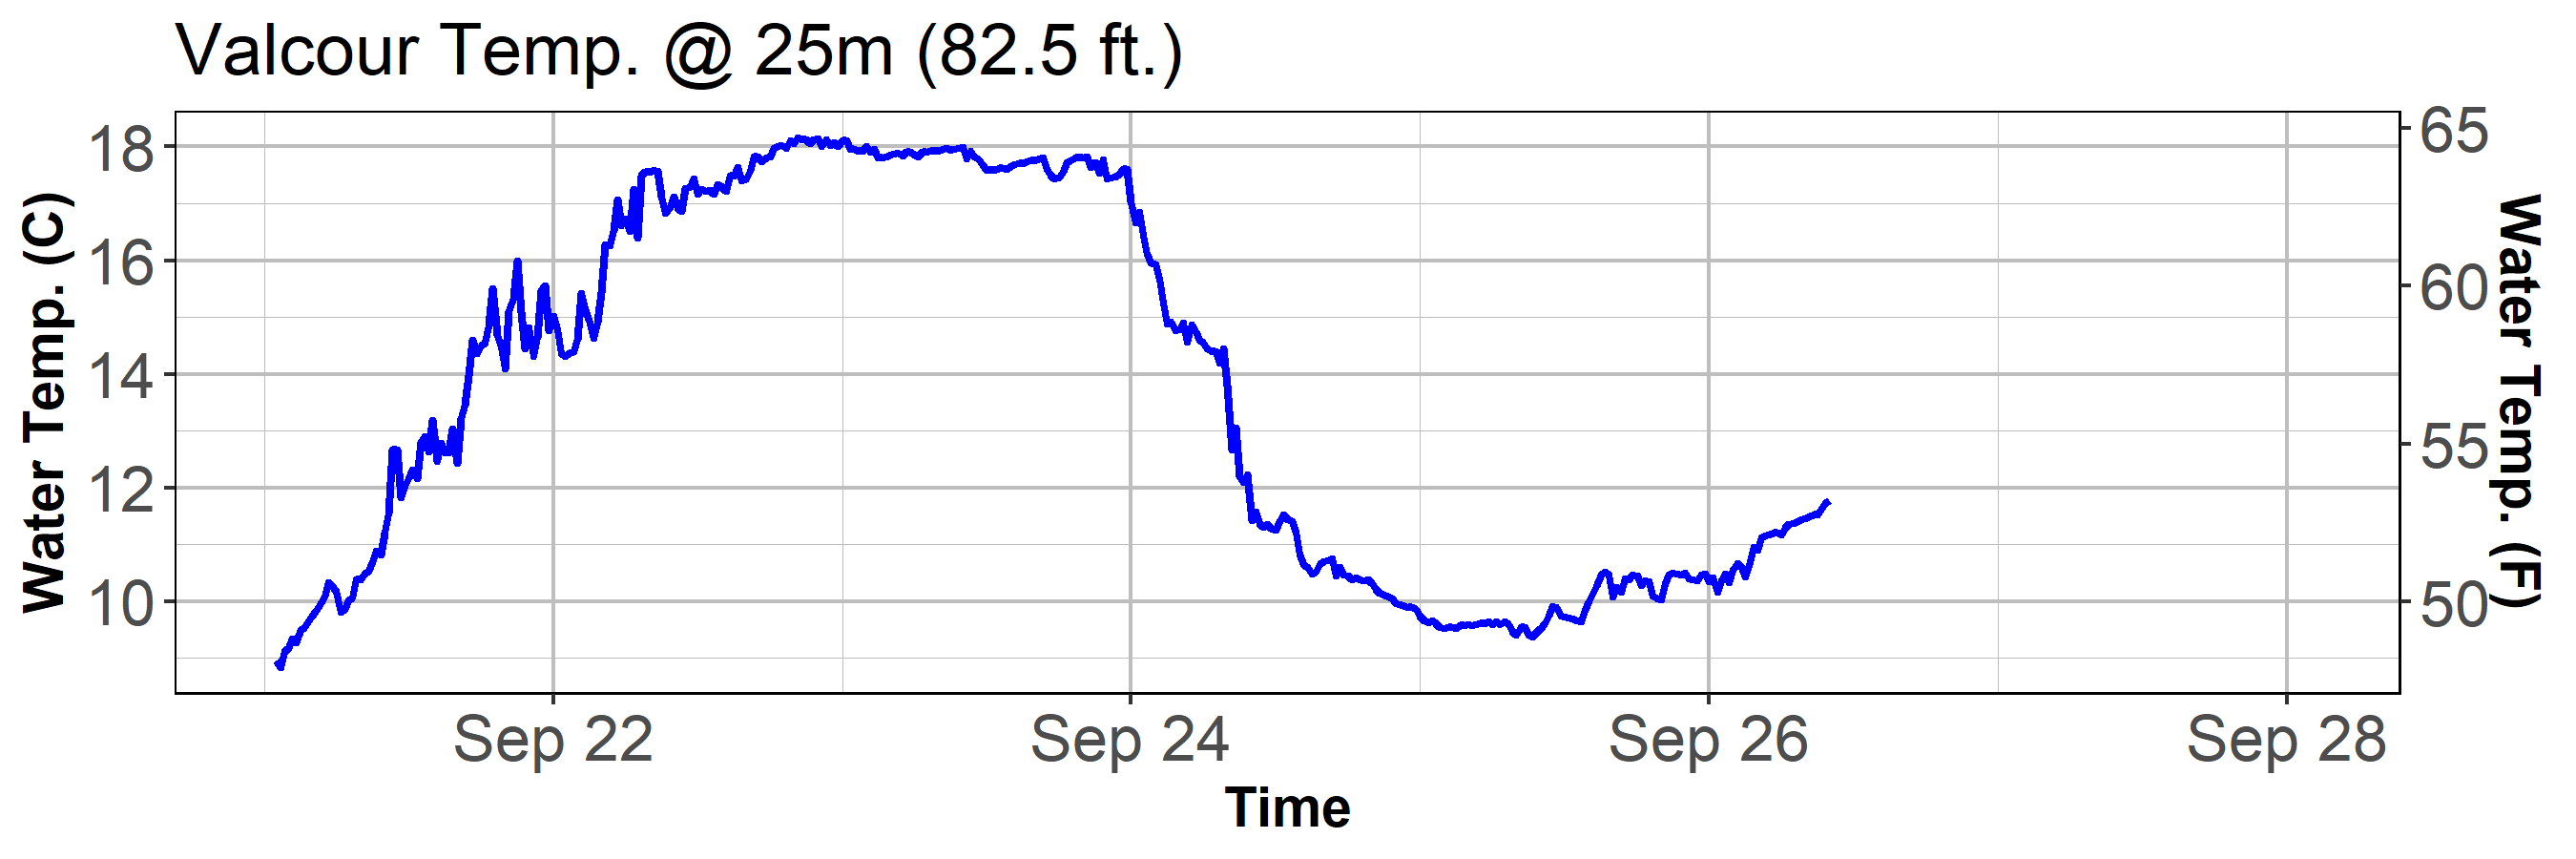 Valcour Temp. @ 25m (82.5 ft.)
Water Temp. (C)
18
16
14
12
10
65
60
55
50
Water Temp. (F)
Sep 22
Sep 24
Sep 26
Sep 28
Time